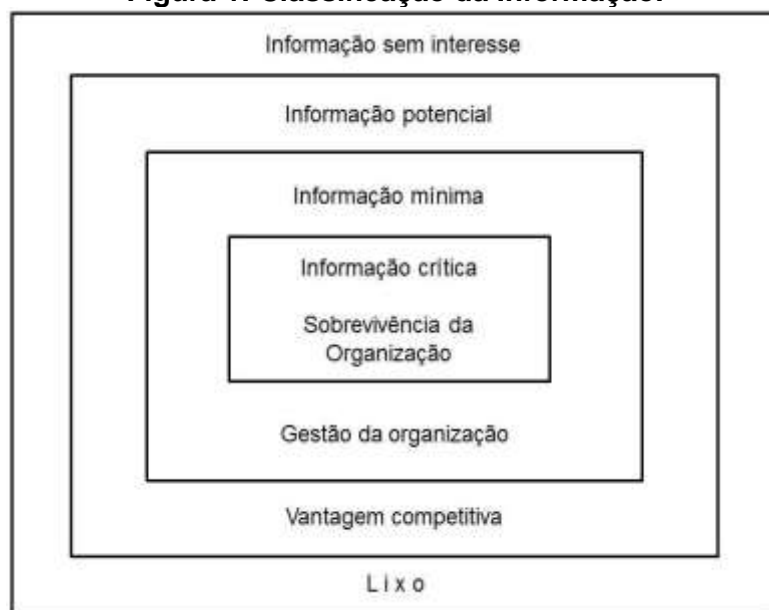 Informação sem interesse
Informação potencial
Informação mínima
Informação crítica
Sobrevivência da
Organização
Gestão da organização
Vantagem competitiva
L i x o